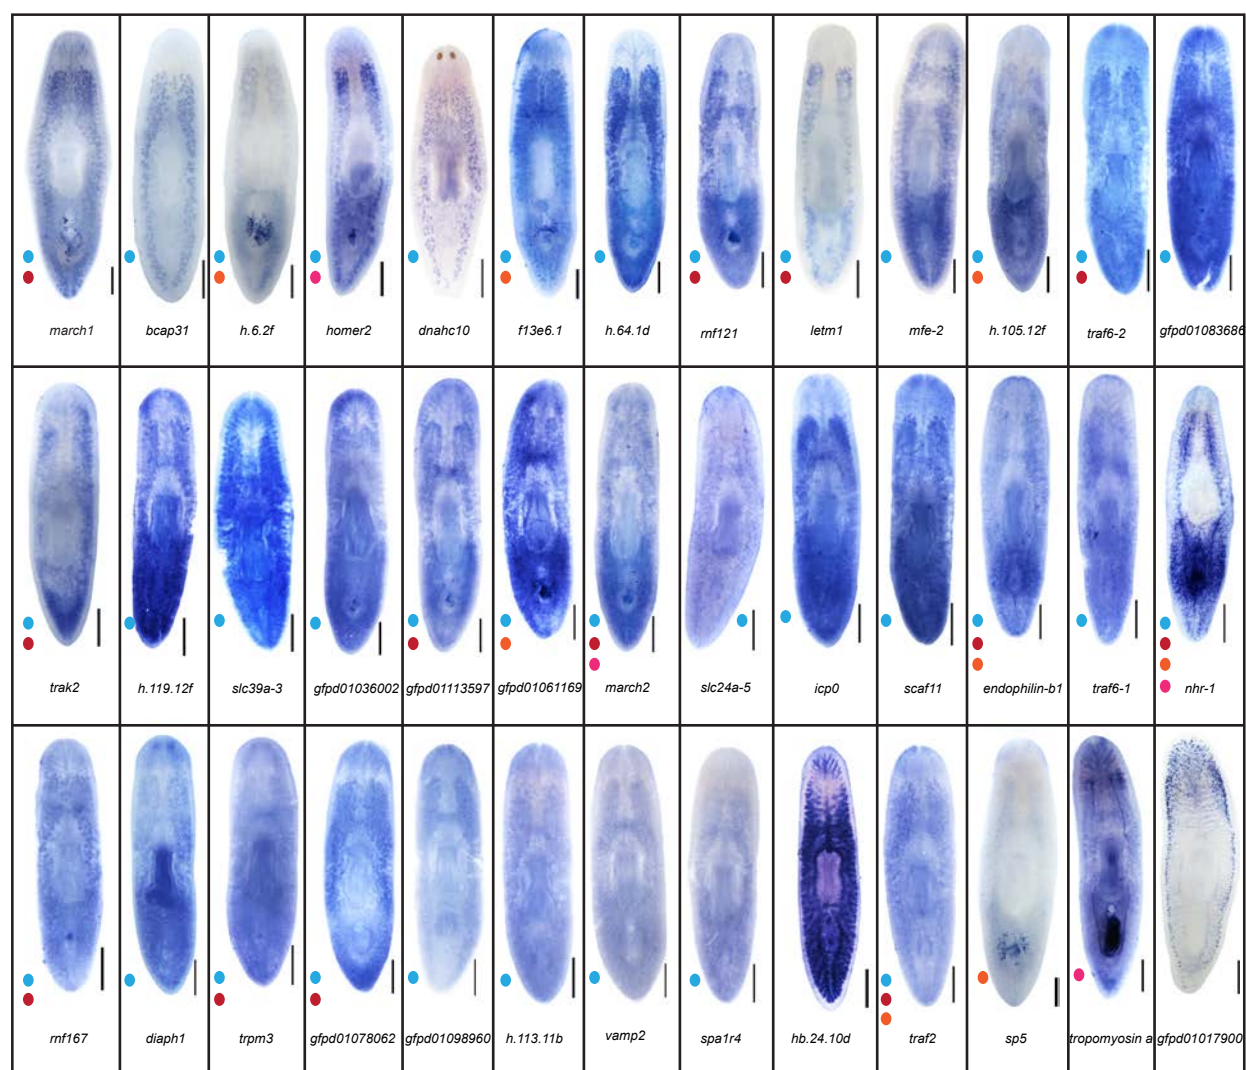 march1 bcap31 h.6.2f homer2 dnahc10 f13e6.1 h.64.1d rnf121 letm1 mfe-2 h.105.12f traf6-2 gfpd01083686
trak2 h.119.12f slc39a-3 gfpd01036002 gfpd01113597 gfpd01061169 march2 slc24a-5 icp0 scaf11 endophilin-b1 traf6-1 nhr-1
rnf167 diaph1 trpm3 gfpd01078062 gfpd01098960 h.113.11b vamp2 spa1r4 hb.24.10d traf2 sp5 tropomyosin a gfpd01017900